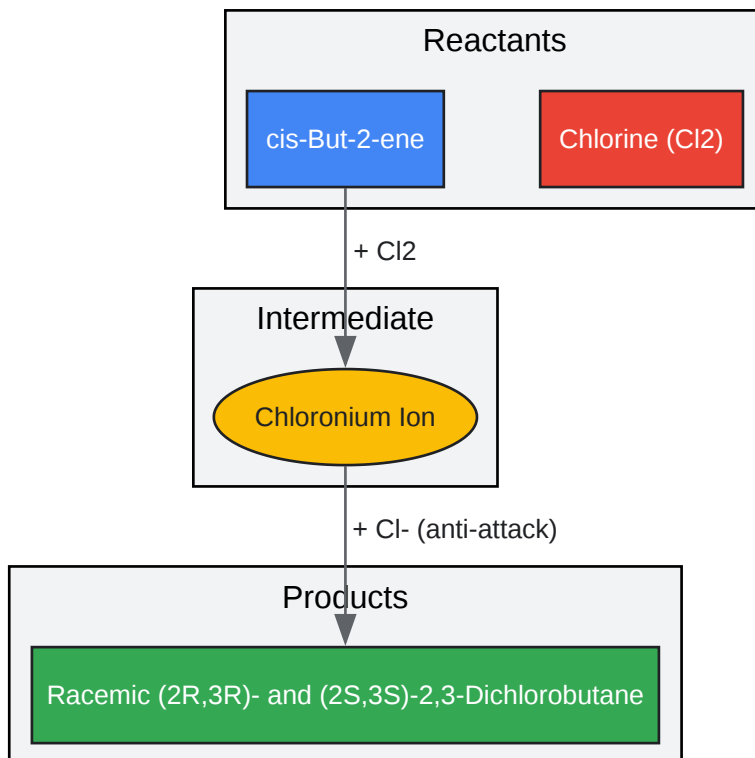 Reactants
cis-But-2-ene
Chlorine (Cl2)
+ Cl2
Intermediate
Chloronium Ion
+ Cl- (anti-attack)
Products
Racemic (2R,3R)- and (2S,3S)-2,3-Dichlorobutane